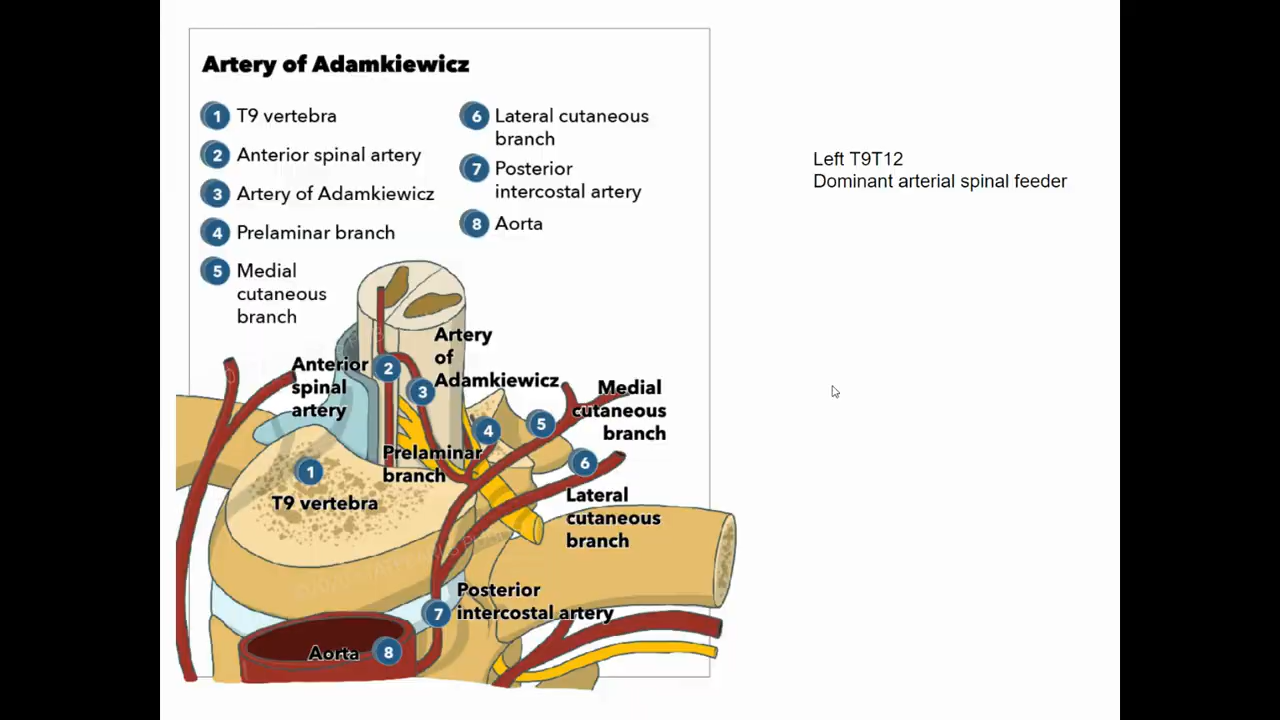 Artery of Adamkiewicz
1 T9 vertebra
2 Anterior spinal artery
3 Artery of Adamkiewicz
4 Prelaminar branch
5 Medial
cutaneous
branch
6 Lateral cutaneous
branch
7 Posterior
intercostal artery
8 Aorta
Left T9T12
Dominant arterial spinal feeder
Artery
of
Adamkiewicz
Anterior
spinal
artery
2
3
Medial
cutaneous
branch
4
5
Prelaminar
branch
6
1
T9 vertebra
Lateral
cutaneous
branch
Posterior
intercostal artery
7
Aorta
8